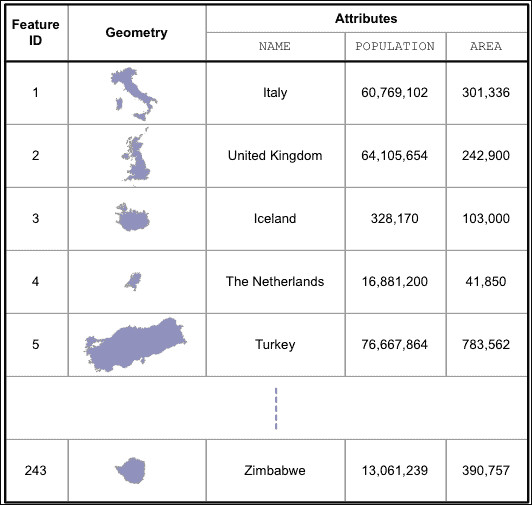 Feature ID Geometry Attributes
NAME POPULATION AREA
1 Italy 60,769,102 301,336
2 United Kingdom 64,105,654 242,900
3 Iceland 328,170 103,000
4 The Netherlands 16,881,200 41,850
5 Turkey 76,667,864 783,562
243 Zimbabwe 13,061,239 390,757